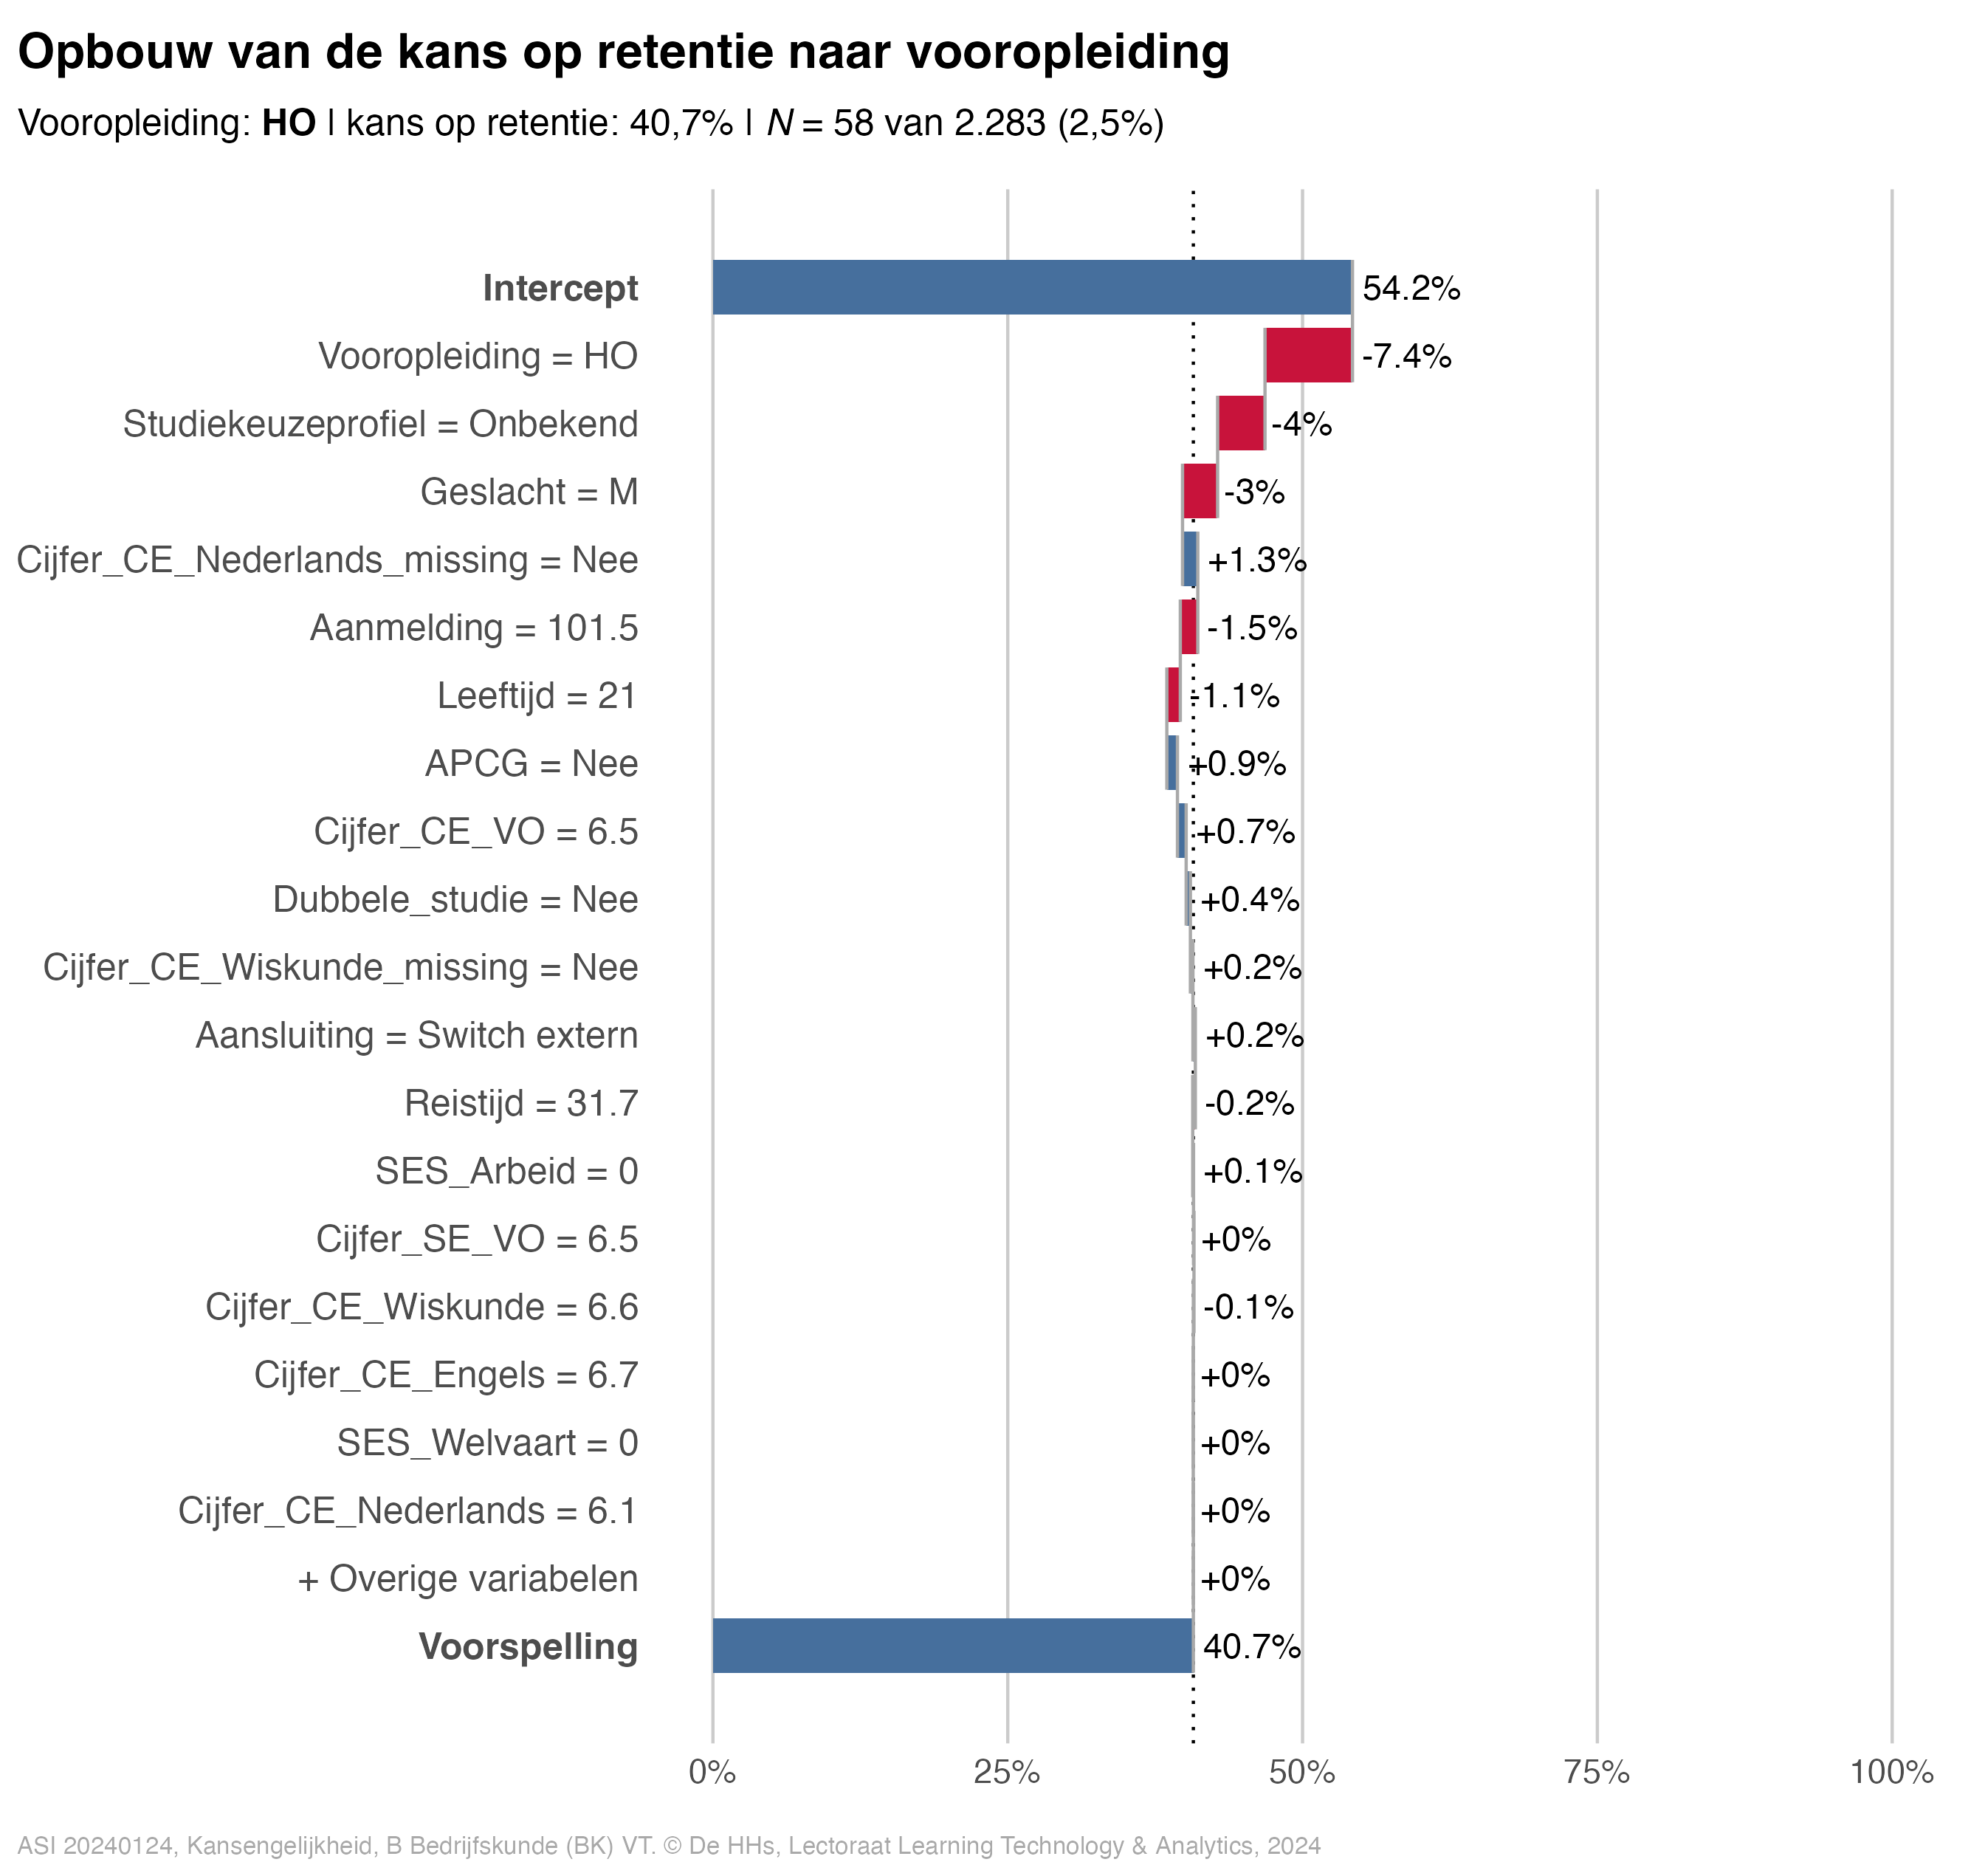 Opbouw van de kans op retentie naar vooropleiding
Vooropleiding: HO | kans op retentie: 40,7% | N = 58 van 2.283 (2,5%)
Intercept 54.2%
Vooropleiding = HO -7.4%
Studiekeuzeprofiel = Onbekend -4%
Geslacht = M -3%
Cijfer_CE_Nederlands_missing = Nee +1.3%
Aanmelding = 101.5 -1.5%
Leeftijd = 21 -1.1%
APCG = Nee +0.9%
Cijfer_CE_VO = 6.5 +0.7%
Dubbele_studie = Nee +0.4%
Cijfer_CE_Wiskunde_missing = Nee +0.2%
Aansluiting = Switch extern +0.2%
Reistijd = 31.7 -0.2%
SES_Arbeid = 0 +0.1%
Cijfer_SE_VO = 6.5 +0%
Cijfer_CE_Wiskunde = 6.6 -0.1%
Cijfer_CE_Engels = 6.7 +0%
SES_Welvaart = 0 +0%
Cijfer_CE_Nederlands = 6.1 +0%
+ Overige variabelen +0%
Voorspelling 40.7%
0% 25% 50% 75% 100%
ASI 20240124, Kansengelijkheid, B Bedrijfskunde (BK) VT. © De HHs, Lectoraat Learning Technology & Analytics, 2024